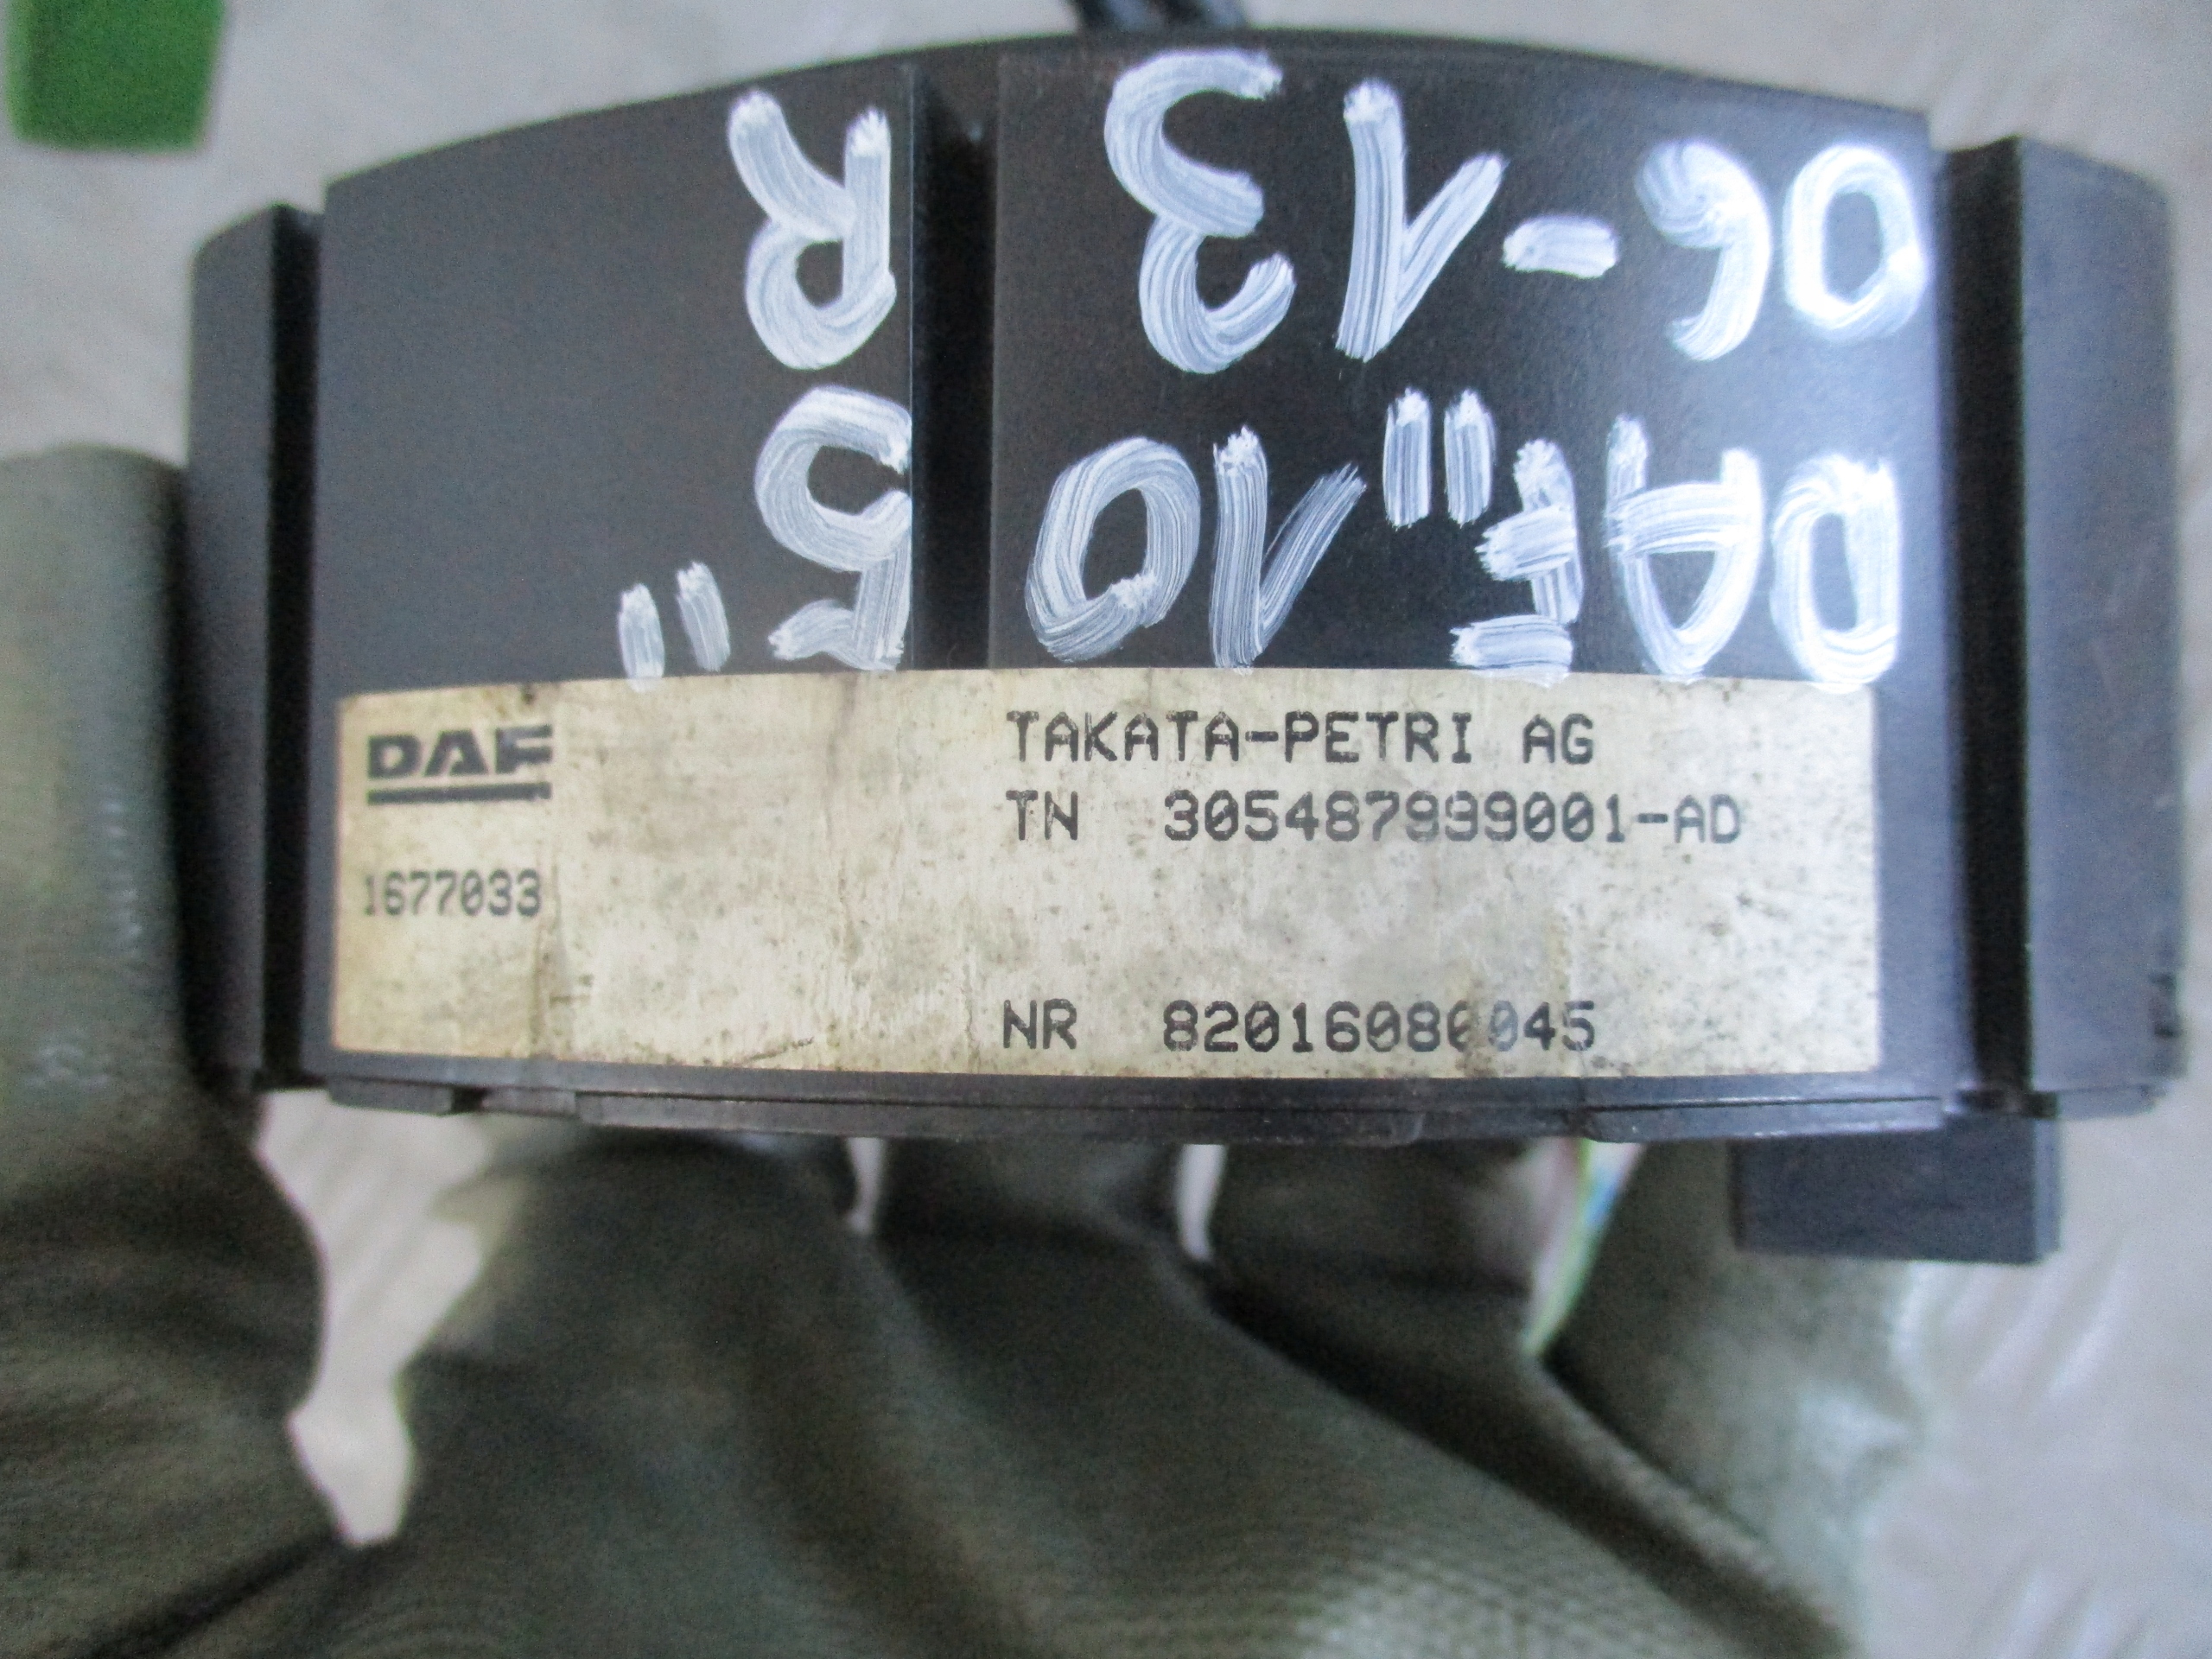 DAF "105"
06-13 R
DAF
1677033
TAKATA-PETRI AG
TN 305487999001-AD
NR 82016080045